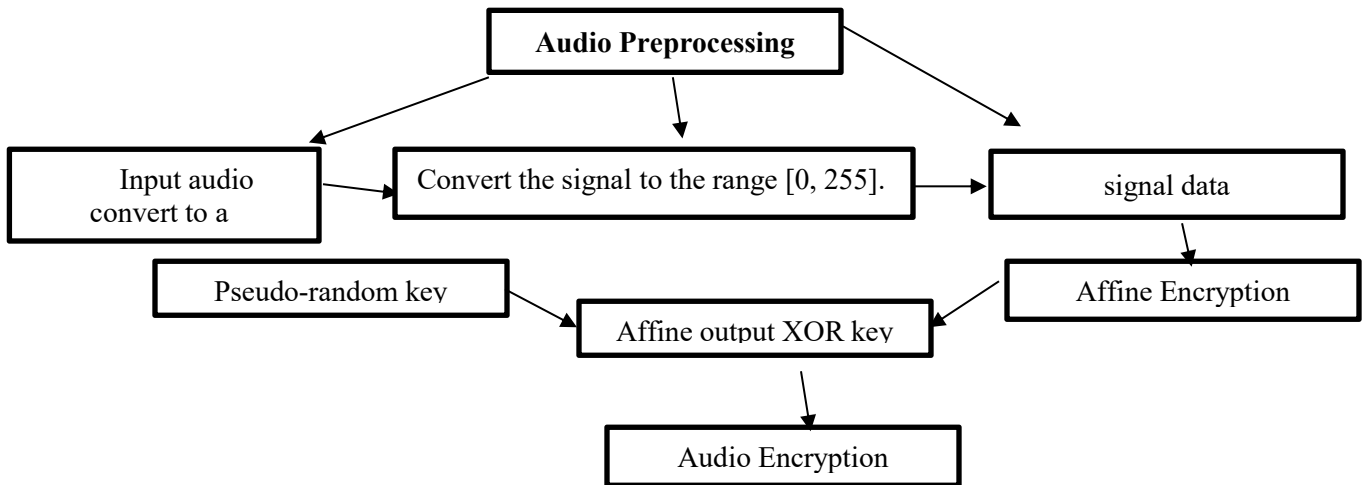 Audio Preprocessing
Input audio
convert to a
Convert the signal to the range [0, 255].
signal data
Pseudo-random key
Affine Encryption
Affine output XOR key
Audio Encryption